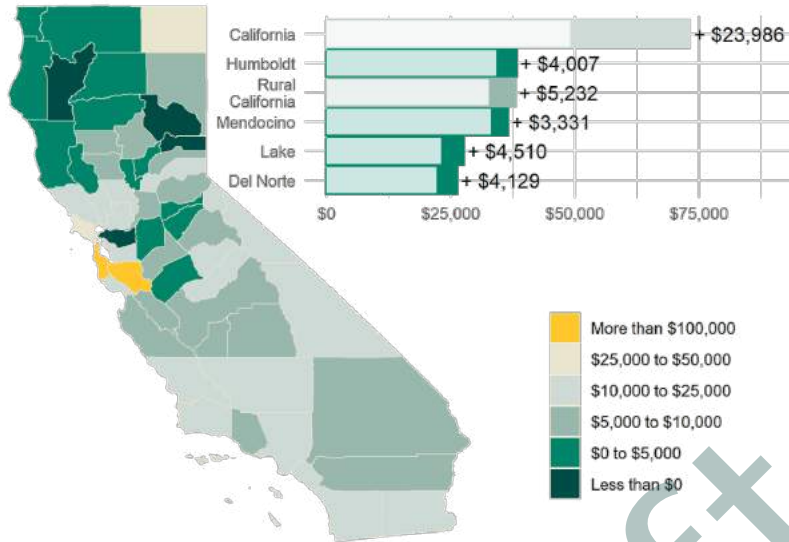 California
+ $23,986
Humboldt
+ $4,007
Rural
California
+ $5,232
Mendocino
+ $3,331
Lake
+ $4,510
Del Norte
+ $4,129
$0
$25,000
$50,000
$75,000
More than $100,000
$25,000 to $50,000
$10,000 to $25,000
$5,000 to $10,000
$0 to $5,000
Less than $0